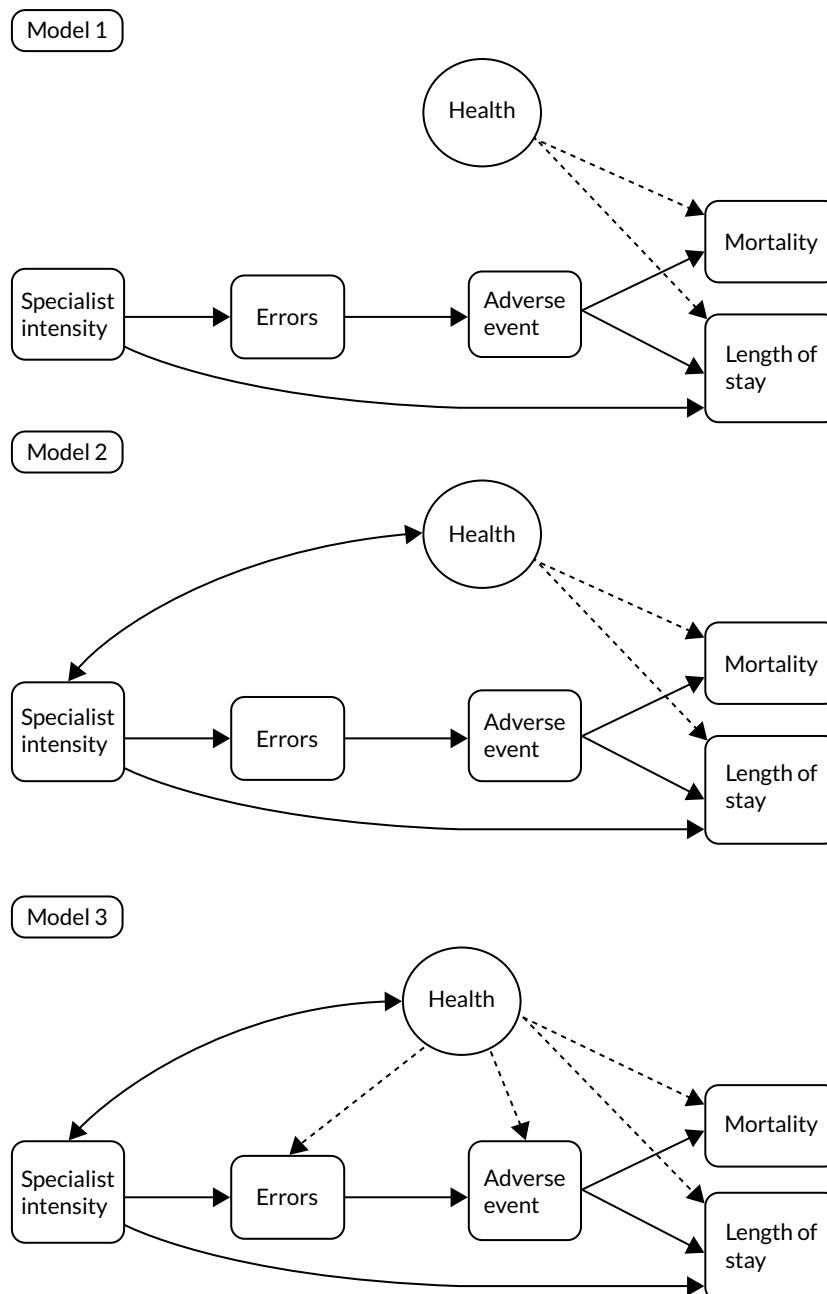 Model 1
Health
Mortality
Specialist
intensity
Errors
Adverse
event
Length of
stay
Model 2
Health
Mortality
Specialist
intensity
Errors
Adverse
event
Length of
stay
Model 3
Health
Mortality
Specialist
intensity
Errors
Adverse
event
Length of
stay